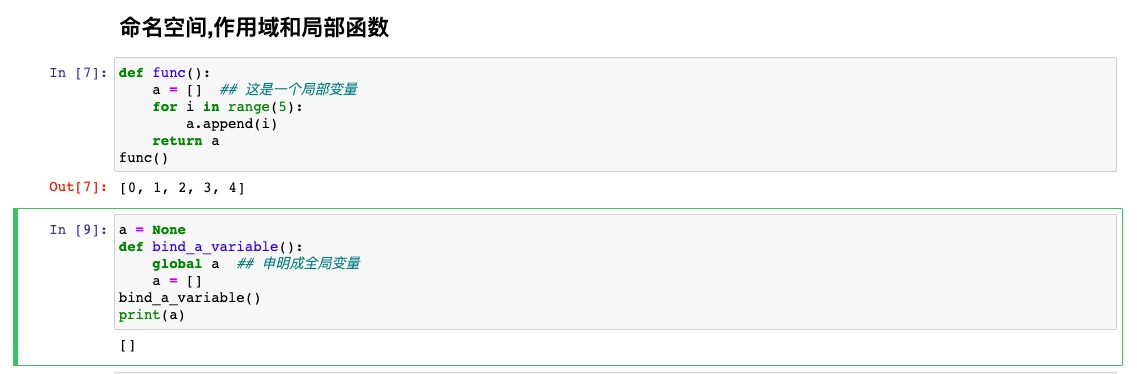 命名空间,作用域和局部函数
In [7]: def func():
    a = []  ## 这是一个局部变量
    for i in range(5):
        a.append(i)
    return a
func()
Out[7]: [0, 1, 2, 3, 4]
In [9]: a = None
def bind_a_variable():
    global a  ## 申明成全局变量
    a = []
bind_a_variable()
print(a)
[]